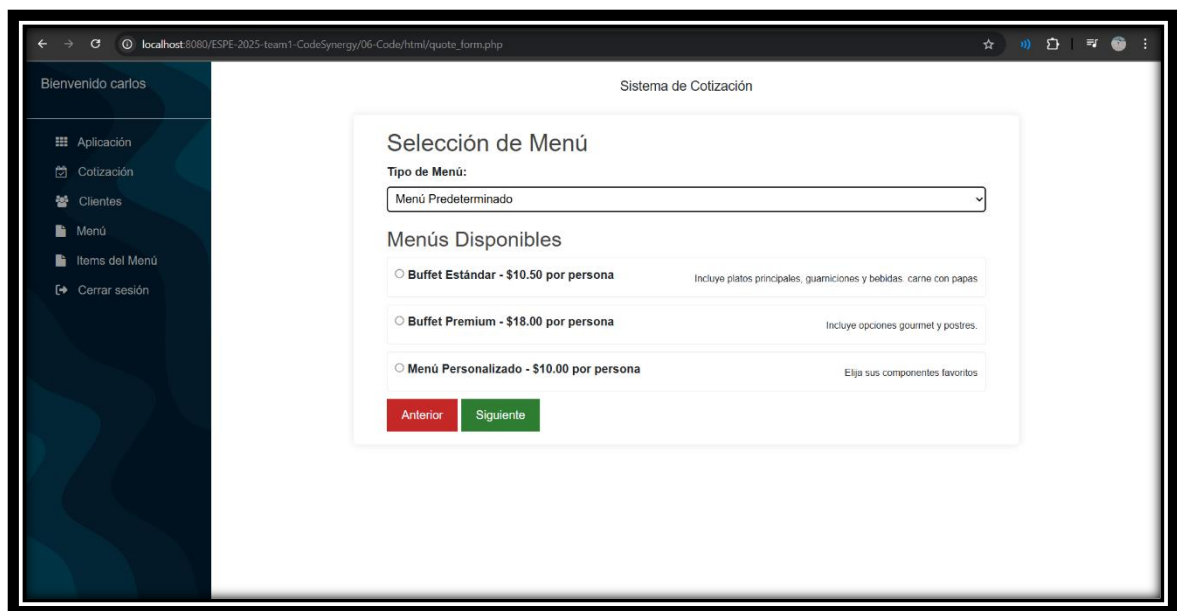 localhost:8080/ESPE-2025-team1-CodeSynergy/06-Code/html/quote_form.php
Bienvenido carlos
Aplicación
Cotización
Clientes
Menú
Items del Menú
Cerrar sesión
Sistema de Cotización
Selección de Menú
Tipo de Menú:
Menú Predeterminado
Menús Disponibles
Buffet Estándar - $10.50 por persona Incluye platos principales, guarniciones y bebidas carne con papas
Buffet Premium - $18.00 por persona Incluye opciones gourmet y postres.
Menú Personalizado - $10.00 por persona Elija sus componentes favoritos
Anterior Siguiente